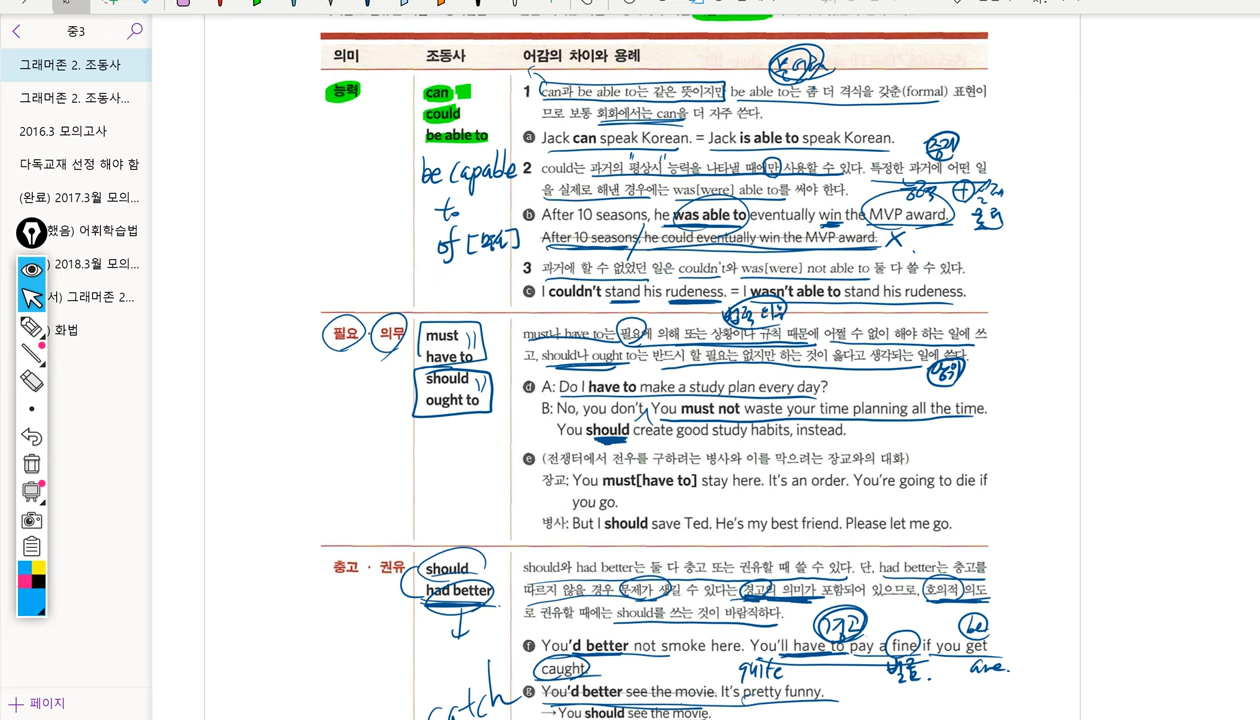 중3
그래머존 2. 조동사
그래머존 2. 조동사...
2016.3 모의고사
다독교재 선정 해야 함
(완료) 2017.3월 모의...
했음) 어휘학습법
) 2018.3월 모의...
서) 그래머존 2...
) 화법
페이지
의미 조동사 어감의 차이와 용례
능력 can
could
be able to
be capable
to
of [명사]
1 can과 be able to는 같은 뜻이지만 be able to는 좀 더 격식을 갖춘(formal) 표현이
므로 보통 회화에서는 can을 더 자주 쓴다.
ⓐ Jack can speak Korean. = Jack is able to speak Korean.
2 could는 과거의 "평상시" 능력을 나타낼 때에만 사용할 수 있다. 특정한 과거에 어떤 일
을 실제로 해낸 경우에는 was[were] able to를 써야 한다.
능력
ⓑ After 10 seasons, he was able to eventually win the MVP award.
After 10 seasons, he could eventually win the MVP award. X
3 과거에 할 수 없었던 일은 couldn't와 was[were] not able to 둘 다 쓸 수 있다.
ⓒ I couldn't stand his rudeness. = I wasn't able to stand his rudeness.
필요 · 의무 must
have to
should
ought to
must나 have to는 필요에 의해 또는 상황이나 규칙 때문에 어쩔 수 없이 해야 하는 일에 쓰
고, should나 ought to는 반드시 할 필요는 없지만 하는 것이 옳다고 생각되는 일에 쓴다.
ⓓ A: Do I have to make a study plan every day?
B: No, you don't. You must not waste your time planning all the time.
You should create good study habits, instead.
ⓔ (전쟁터에서 전우를 구하려는 병사와 이를 막으려는 장교와의 대화)
장교: You must[have to] stay here. It's an order. You're going to die if
you go.
병사: But I should save Ted. He's my best friend. Please let me go.
충고 · 권유 should
had better
should와 had better는 둘 다 충고 또는 권유할 때 쓸 수 있다. 단, had better는 충고를
따르지 않을 경우 문제가 생길 수 있다는 경고의 의미가 포함되어 있으므로, 호의적 의도
로 권유할 때에는 should를 쓰는 것이 바람직하다.
경고 be
ⓕ You'd better not smoke here. You'll have to pay a fine if you get
caught. quite 벌금. are.
ⓖ You'd better see the movie. It's pretty funny.
catch
→ You should see the movie.